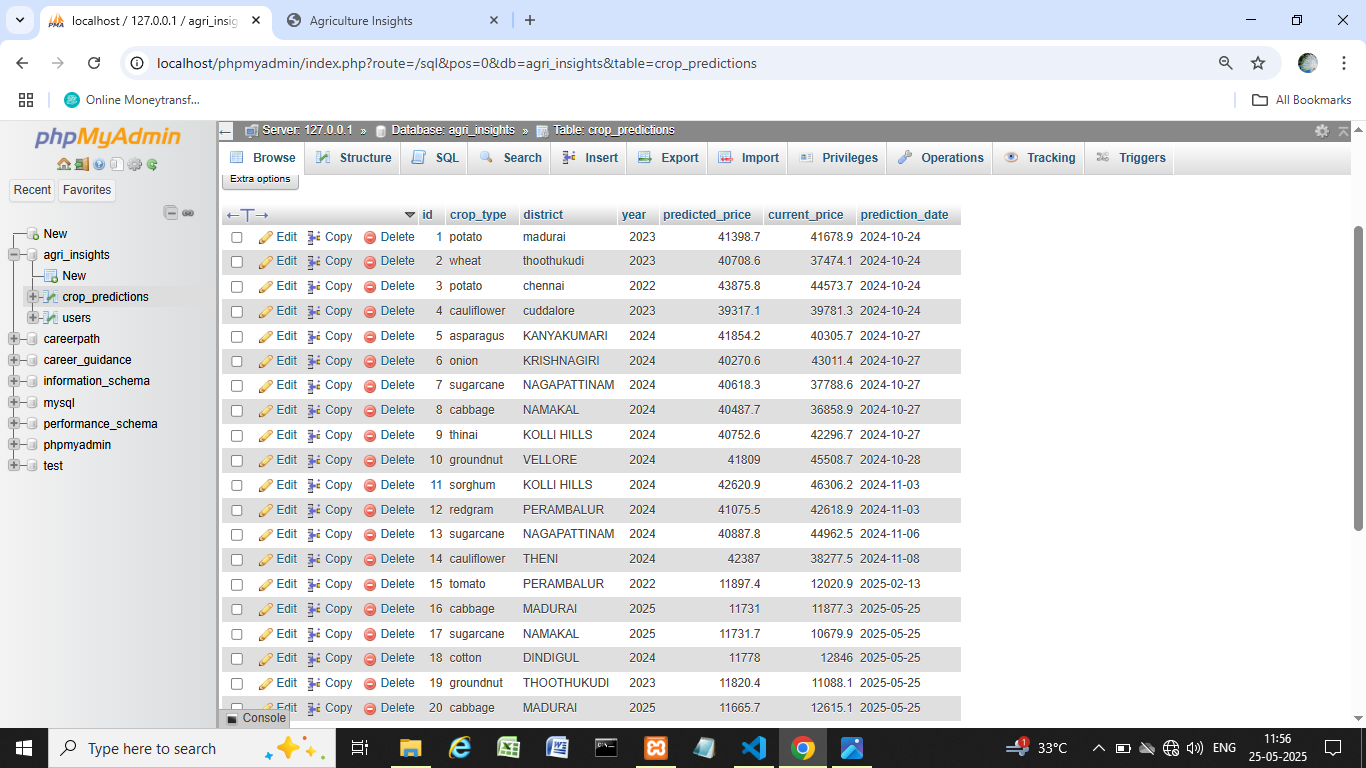 localhost / 127.0.0.1 / agri_insig
Agriculture Insights
localhost/phpmyadmin/index.php?route=/sql&pos=0&db=agri_insights&table=crop_predictions
Online Moneytransf...
All Bookmarks
phpMyAdmin
Recent Favorites
New
agri_insights
New
crop_predictions
users
careerpath
career_guidance
information_schema
mysql
performance_schema
phpmyadmin
test
Server: 127.0.0.1 » Database: agri_insights » Table: crop_predictions
Browse Structure SQL Search Insert Export Import Privileges Operations Tracking Triggers
Extra options
←T→ id crop_type district year predicted_price current_price prediction_date
Edit Copy Delete 1 potato madurai 2023 41398.7 41678.9 2024-10-24
Edit Copy Delete 2 wheat thoothukudi 2023 40708.6 37474.1 2024-10-24
Edit Copy Delete 3 potato chennai 2022 43875.8 44573.7 2024-10-24
Edit Copy Delete 4 cauliflower cuddalore 2023 39317.1 39781.3 2024-10-24
Edit Copy Delete 5 asparagus KANYAKUMARI 2024 41854.2 40305.7 2024-10-27
Edit Copy Delete 6 onion KRISHNAGIRI 2024 40270.6 43011.4 2024-10-27
Edit Copy Delete 7 sugarcane NAGAPATTINAM 2024 40618.3 37788.6 2024-10-27
Edit Copy Delete 8 cabbage NAMAKAL 2024 40487.7 36858.9 2024-10-27
Edit Copy Delete 9 thinai KOLLI HILLS 2024 40752.6 42296.7 2024-10-27
Edit Copy Delete 10 groundnut VELLORE 2024 41809 45508.7 2024-10-28
Edit Copy Delete 11 sorghum KOLLI HILLS 2024 42620.9 46306.2 2024-11-03
Edit Copy Delete 12 redgram PERAMBALUR 2024 41075.5 42618.9 2024-11-03
Edit Copy Delete 13 sugarcane NAGAPATTINAM 2024 40887.8 44962.5 2024-11-06
Edit Copy Delete 14 cauliflower THENI 2024 42387 38277.5 2024-11-08
Edit Copy Delete 15 tomato PERAMBALUR 2022 11897.4 12020.9 2025-02-13
Edit Copy Delete 16 cabbage MADURAI 2025 11731 11877.3 2025-05-25
Edit Copy Delete 17 sugarcane NAMAKAL 2025 11731.7 10679.9 2025-05-25
Edit Copy Delete 18 cotton DINDIGUL 2024 11778 12846 2025-05-25
Edit Copy Delete 19 groundnut THOOTHUKUDI 2023 11820.4 11088.1 2025-05-25
Edit Copy Delete 20 cabbage MADURAI 2025 11665.7 12615.1 2025-05-25
Console
Type here to search
33°C
ENG
11:56
25-05-2025